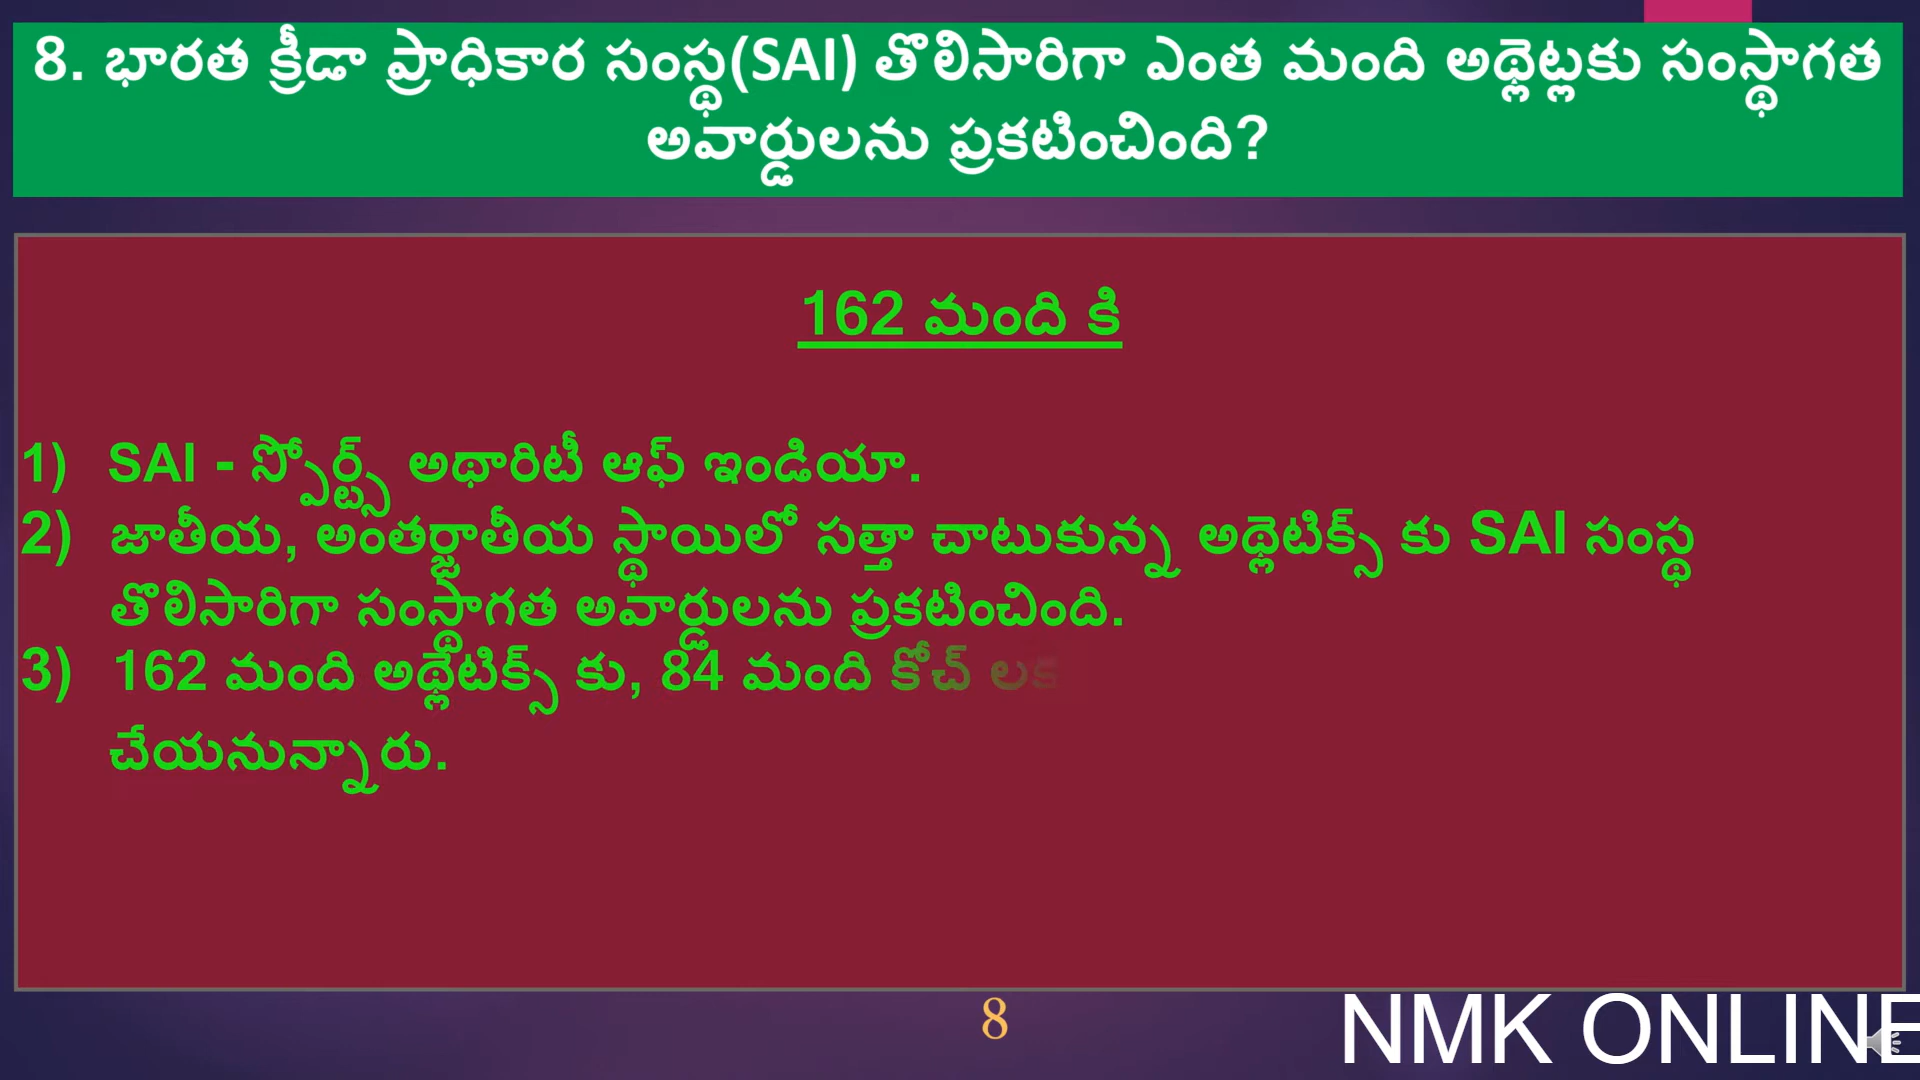 8. భారత క్రీడా ప్రాధికార సంస్థ(SAI) తొలిసారిగా ఎంత మంది అథ్లెట్లకు సంస్థాగత
అవార్డులను ప్రకటించింది?
162 మంది కి
1) SAI - స్పోర్ట్స్ అథారిటీ ఆఫ్ ఇండియా.
2) జాతీయ, అంతర్జాతీయ స్థాయిలో సత్తా చాటుకున్న అథ్లెటిక్స్ కు SAI సంస్థ
తొలిసారిగా సంస్థాగత అవార్డులను ప్రకటించింది.
3) 162 మంది అథ్లెటిక్స్ కు, 84 మంది కోచ్
చేయనున్నారు.
8
NMK ONLINE